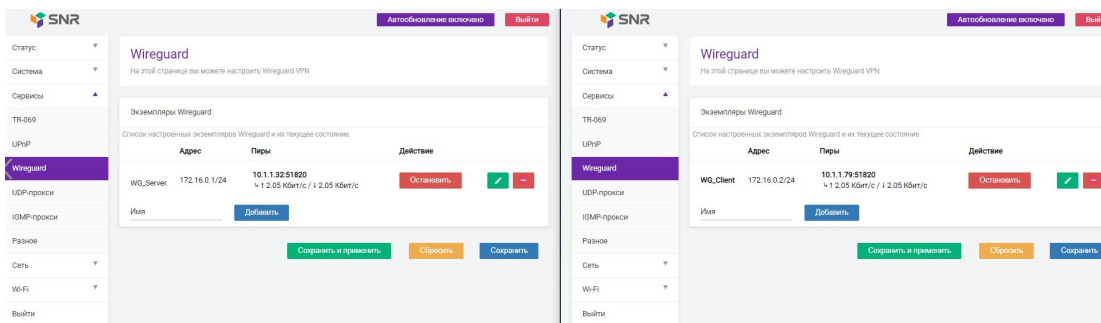 SNR
Автообновление включено
Выйти
Статус
Система
Сервисы
TR-069
UPnP
Wireguard
UDP-прокси
IGMP-прокси
Разное
Сеть
Wi-Fi
Выйти
Wireguard
На этой странице вы можете настроить Wireguard VPN
Экземпляры Wireguard
Список настроенных экземпляров Wireguard и их текущее состояние
Адрес Пиры Действие
WG_Server 172.16.0.1/24 10.1.1.32:51820 Остановить
↳ ↑ 2.05 Кбит/с / ↓ 2.05 Кбит/с
Имя Добавить
Сохранить и применить Сбросить Сохранить
SNR
Автообновление включено
Вый
Статус
Система
Сервисы
TR-069
UPnP
Wireguard
UDP-прокси
IGMP-прокси
Разное
Сеть
Wi-Fi
Выйти
Wireguard
На этой странице вы можете настроить Wireguard VPN
Экземпляры Wireguard
Список настроенных экземпляров Wireguard и их текущее состояние
Адрес Пиры Действие
WG_Client 172.16.0.2/24 10.1.1.79:51820 Остановить
↳ ↑ 2.05 Кбит/с / ↓ 2.05 Кбит/с
Имя Добавить
Сохранить и применить Сбросить Сохранить